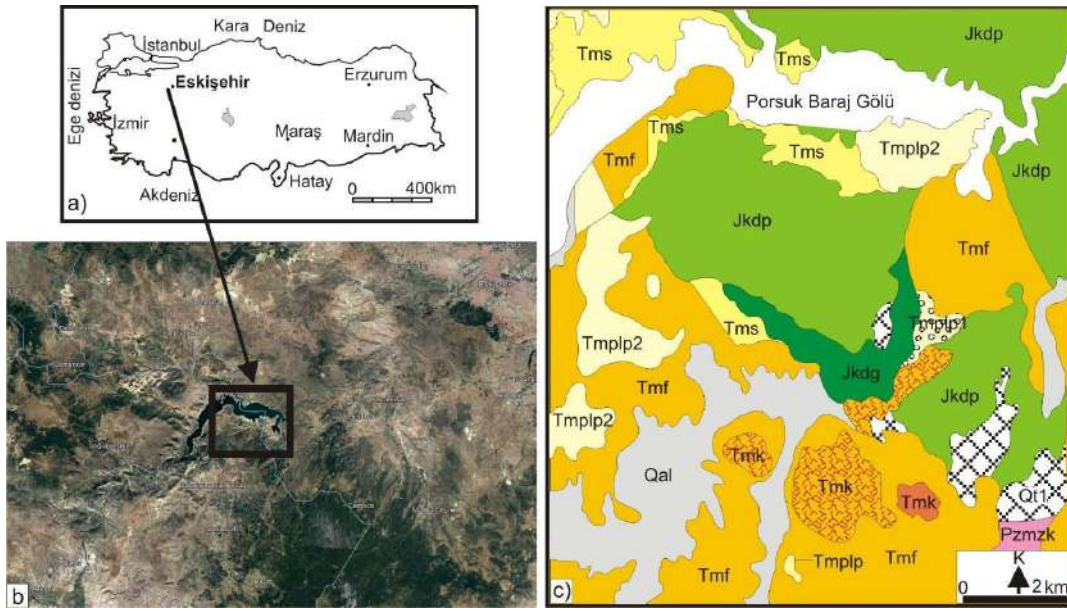 Kara Deniz
İstanbul
Eskişehir
Erzurum
Ege denizi
İzmir
Maraş
Mardin
Hatay
Akdeniz
0 400km
a)
b
Jkdp
Tms
Tms
Porsuk Baraj Gölü
Tms
Tmf
Tms
Tmplp2
Jkdp
Jkdp
Tmf
Tmplp1
Tms
Tmplp2
Jkdg
Tmf
Jkdp
Tmplp2
Qal
Tmk
Tmk
Tmk
Qt1
Pzmzk
Tmplp
Tmf
Tmf
K
0 2 km
c)